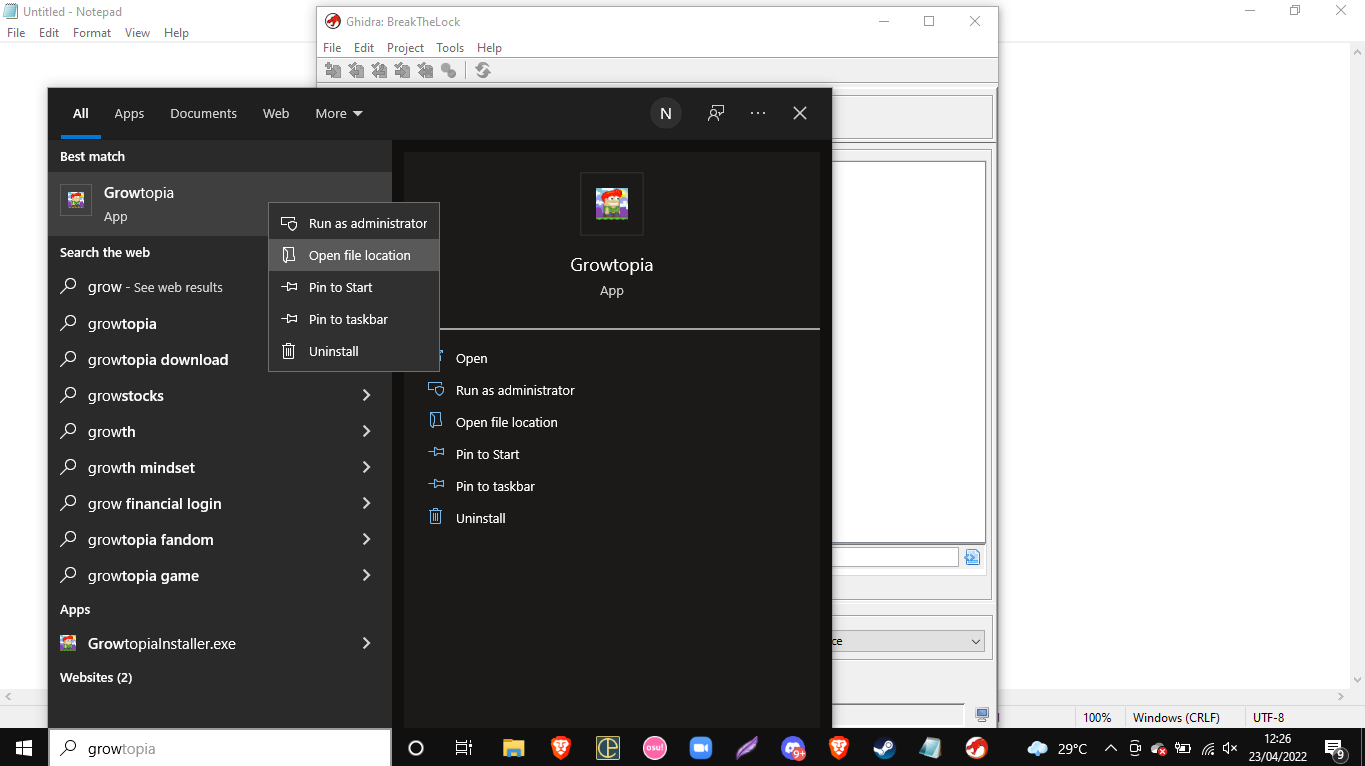 Untitled - Notepad
File Edit Format View Help
Ghidra: BreakTheLock
File Edit Project Tools Help
All Apps Documents Web More
N
Best match
Growtopia
App
Search the web
grow - See web results
growtopia
growtopia download
growstocks
growth
growth mindset
grow financial login
growtopia fandom
growtopia game
Apps
GrowtopiaInstaller.exe
Websites (2)
growtopia
Run as administrator
Open file location
Pin to Start
Pin to taskbar
Uninstall
Growtopia
App
Open
Run as administrator
Open file location
Pin to Start
Pin to taskbar
Uninstall
ce
100% Windows (CRLF) UTF-8
osu!
9+
29°C
12:26
23/04/2022
9